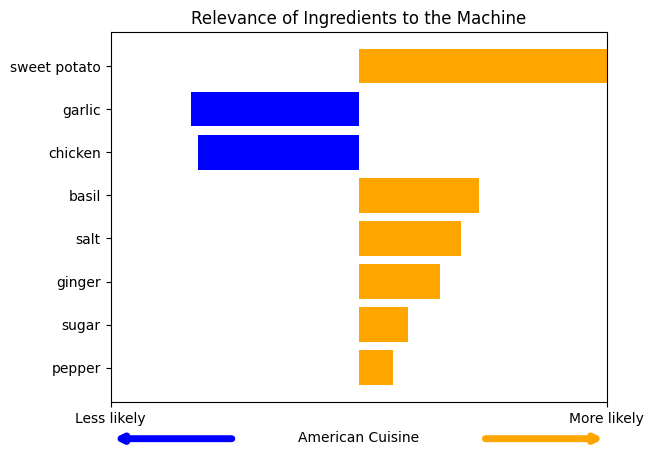 Relevance of Ingredients to the Machine
sweet potato
garlic
chicken
basil
salt
ginger
sugar
pepper
Less likely
More likely
American Cuisine